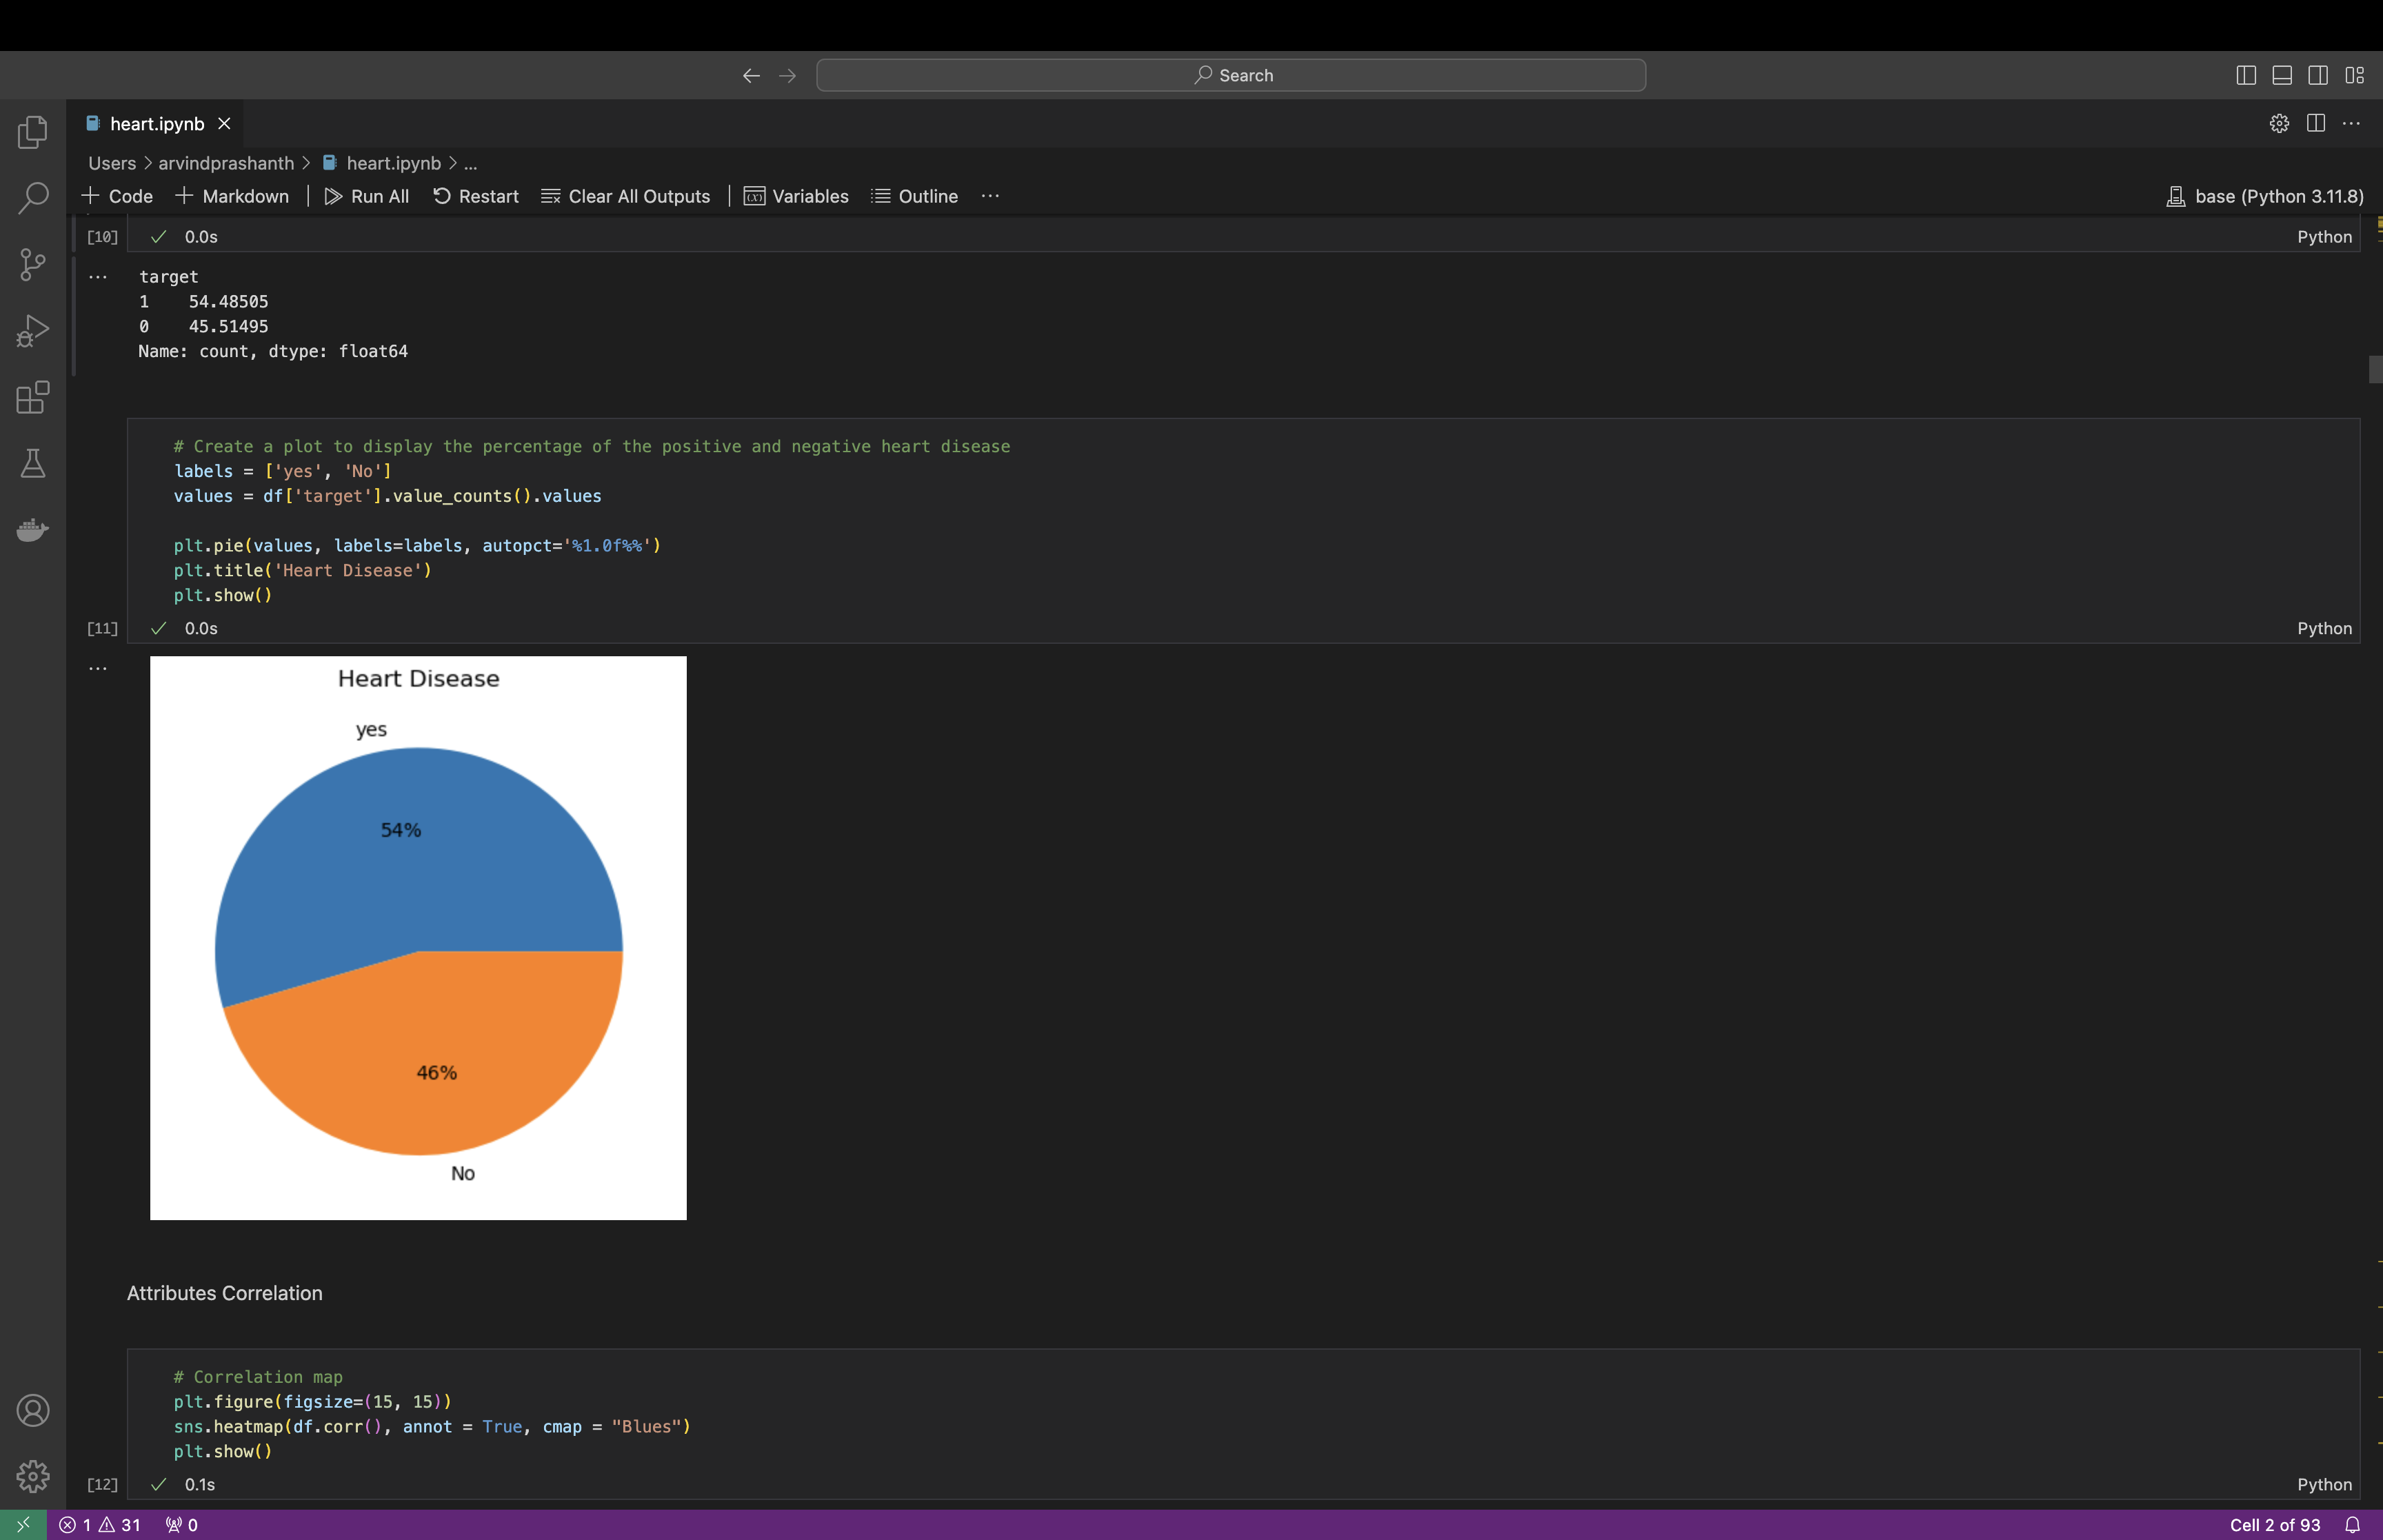 Search
heart.ipynb
Users > arvindprashanth > heart.ipynb > ...
+ Code + Markdown | Run All Restart Clear All Outputs | Variables Outline ... base (Python 3.11.8)
[10] 0.0s Python
... target
1 54.48505
0 45.51495
Name: count, dtype: float64
# Create a plot to display the percentage of the positive and negative heart disease
labels = ['yes', 'No']
values = df['target'].value_counts().values
plt.pie(values, labels=labels, autopct='%1.0f%%')
plt.title('Heart Disease')
plt.show()
[11] 0.0s Python
...
Heart Disease
yes
54%
46%
No
Attributes Correlation
# Correlation map
plt.figure(figsize=(15, 15))
sns.heatmap(df.corr(), annot = True, cmap = "Blues")
plt.show()
[12] 0.1s Python
1 31 0 Cell 2 of 93